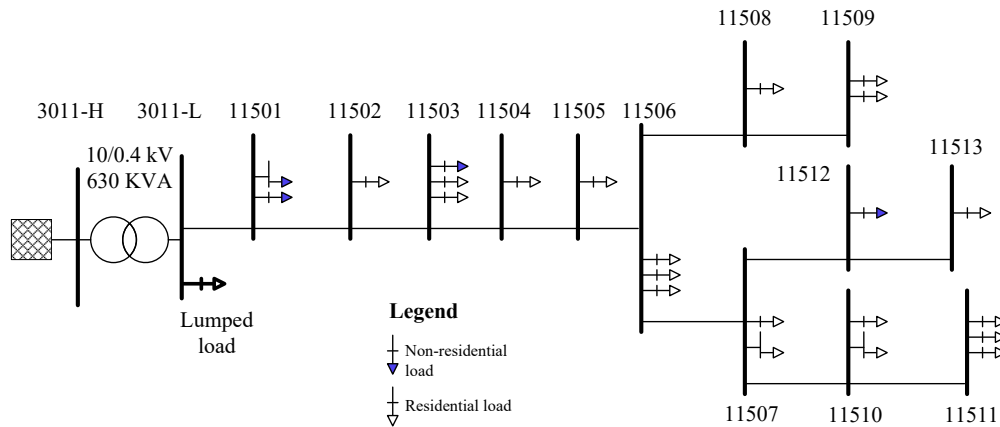 11508
11509
3011-H
3011-L
11501
11502
11503
11504
11505
11506
10/0.4 kV
630 KVA
11512
11513
Lumped
load
Legend
Non-residential
load
Residential load
11507
11510
11511